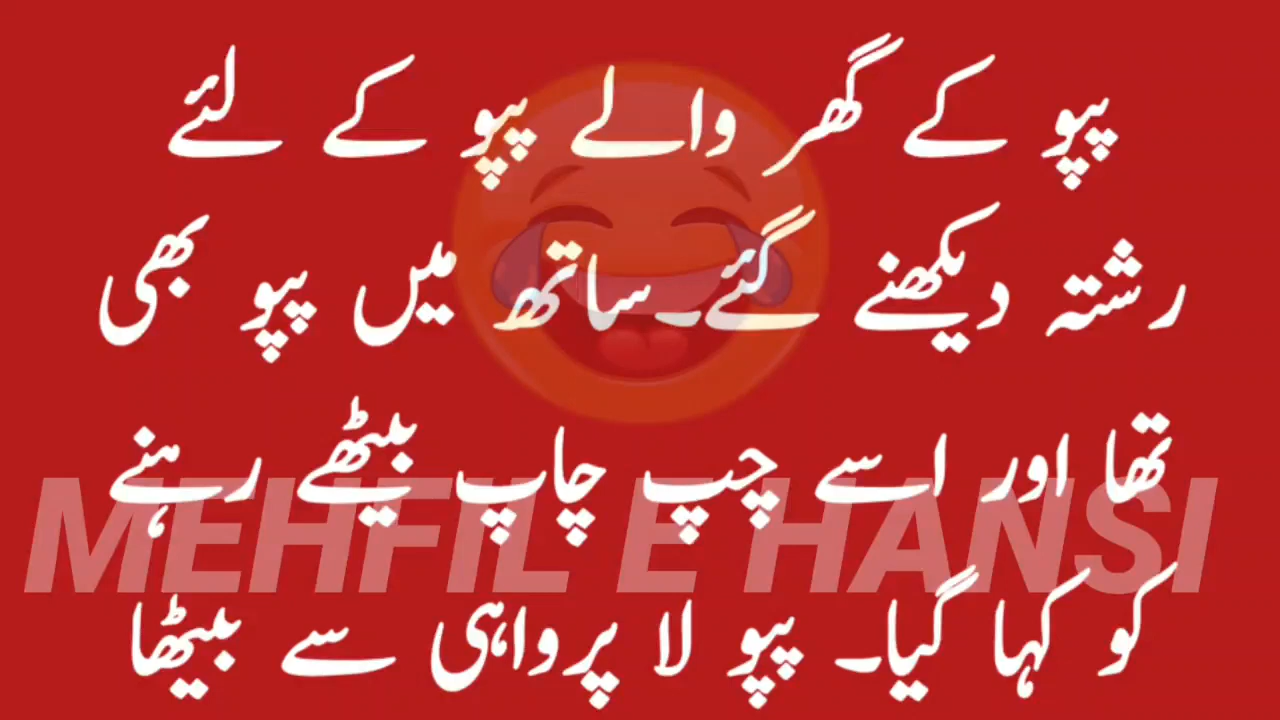 پپو کے گھر والے پپو کے لئے
رشتہ دیکھنے گئے۔ساتھ میں پپو بھی
تھا اور اسے چپ چاپ بیٹھے رہنے
MEHFIL E HANSI
کو کہا گیا۔ پپو لا پرواہی سے بیٹھا